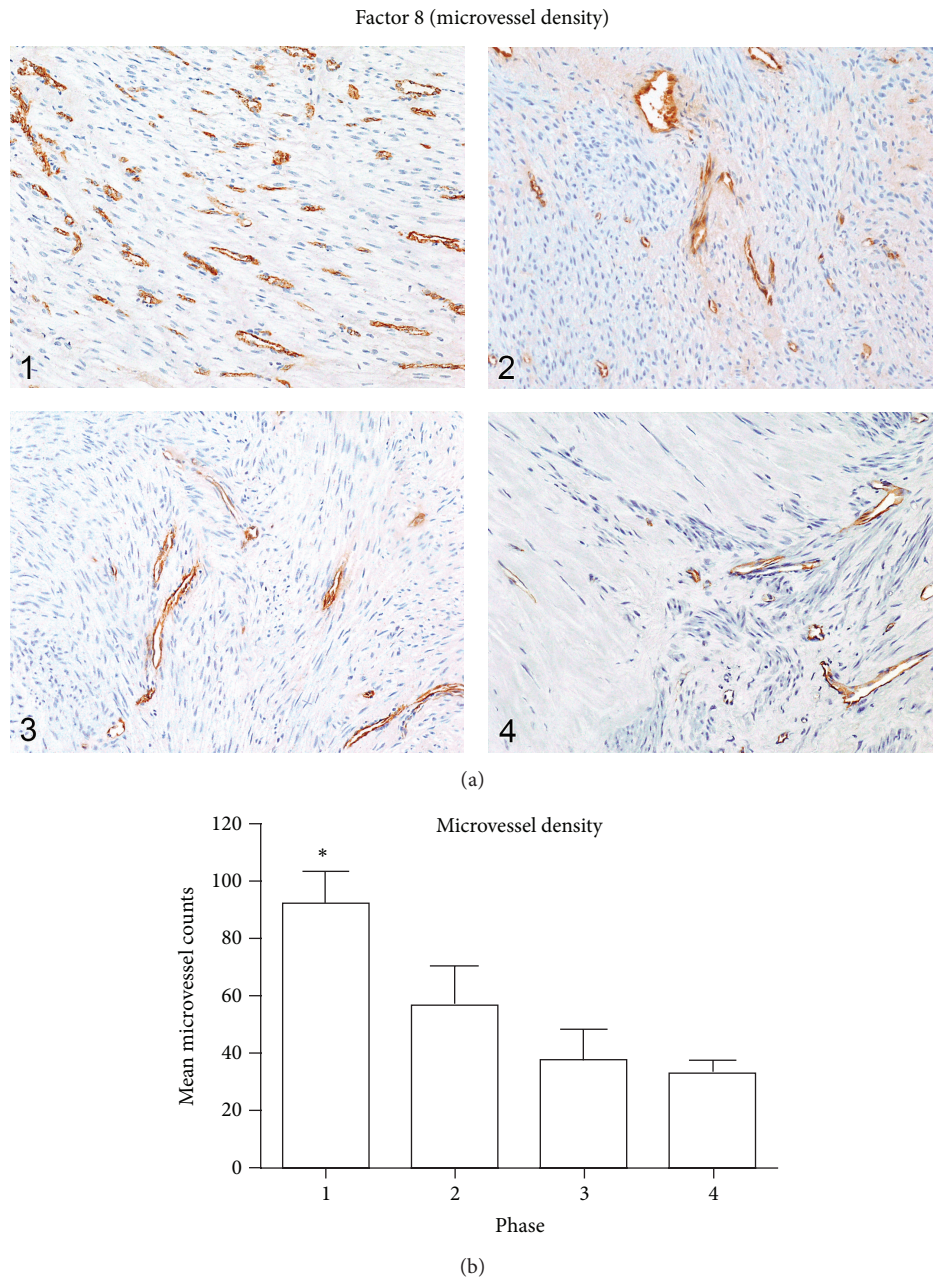 Factor 8 (microvessel density)
1
2
3
4
(a)
Microvessel density
120
100
80
60
40
20
0
Mean microvessel counts
*
1 2 3 4
Phase
(b)